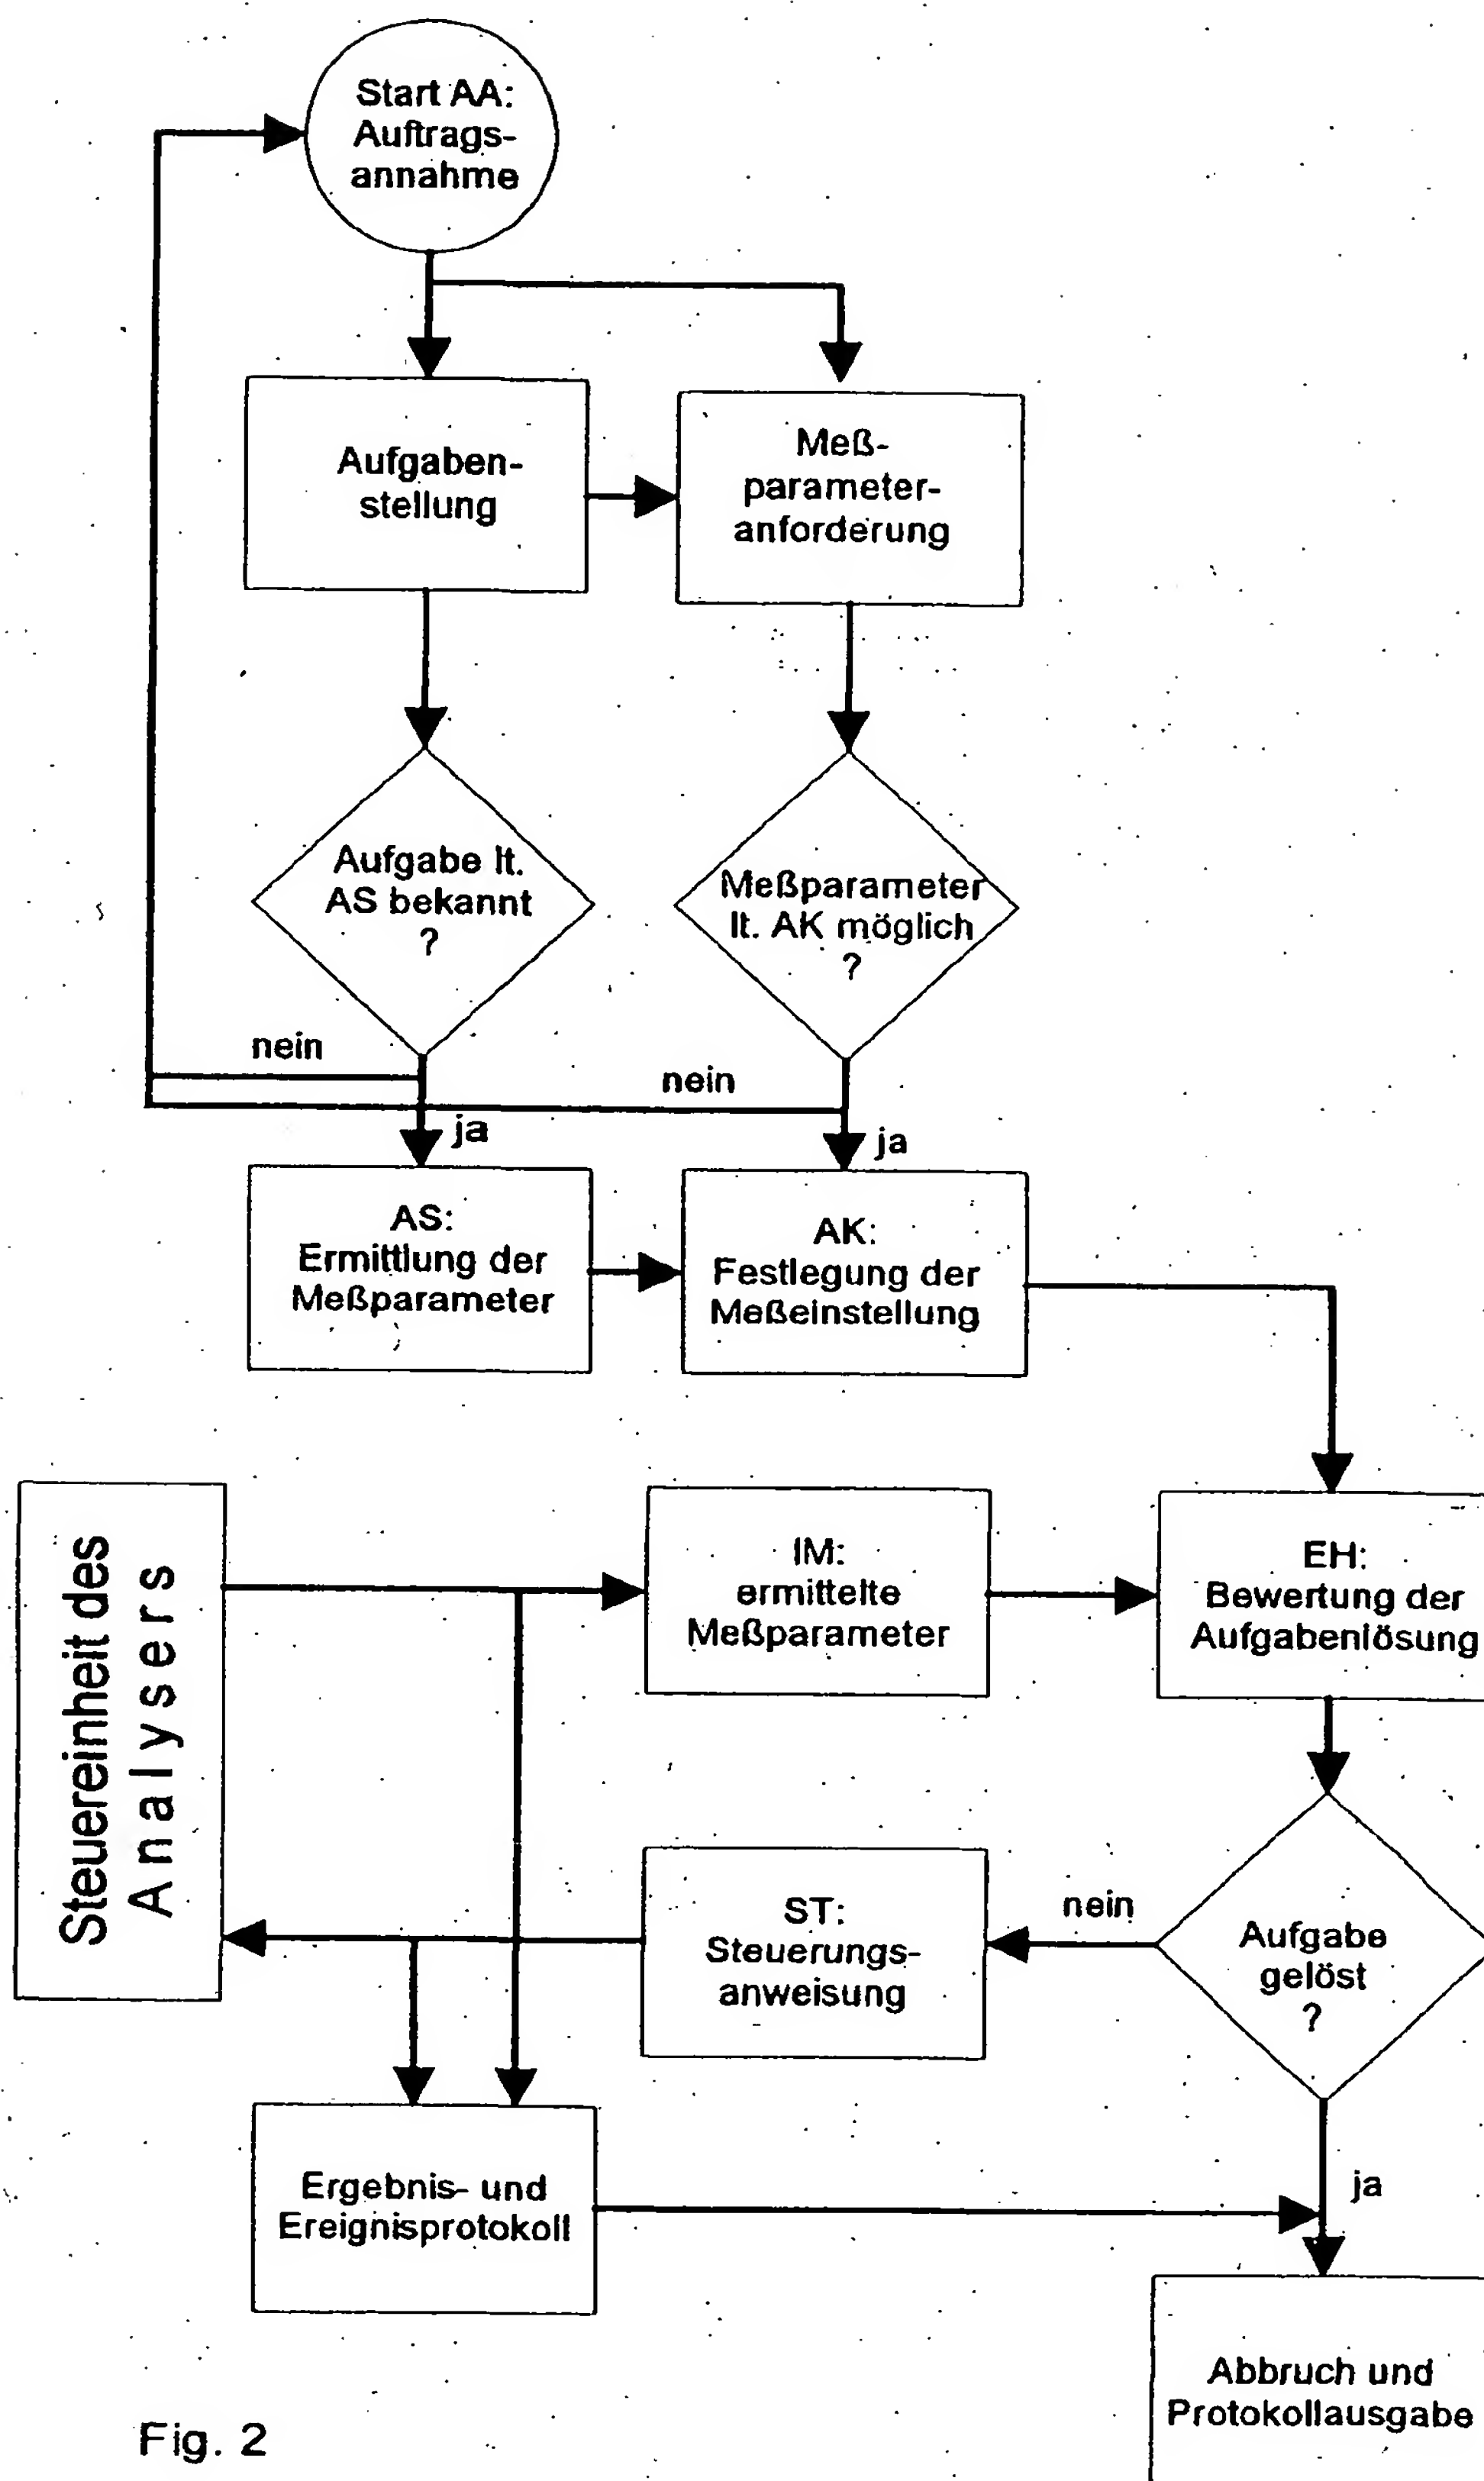 Start AA:
Auftrags-
annahme
Aufgaben-
stellung
Meß-
parameter-
anforderung
Aufgabe lt.
AS bekannt
?
Meßparameter
lt. AK möglich
?
nein
nein
ja
ja
AS:
Ermittlung der
Meßparameter
AK:
Festlegung der
Meßeinstellung
Steuereinheit des
Analysers
IM:
ermittelte
Meßparameter
EH:
Bewertung der
Aufgabenlösung
ST:
Steuerungs-
anweisung
nein
Aufgabe
gelöst
?
Ergebnis- und
Ereignisprotokoll
ja
Abbruch und
Protokollausgabe
Fig. 2